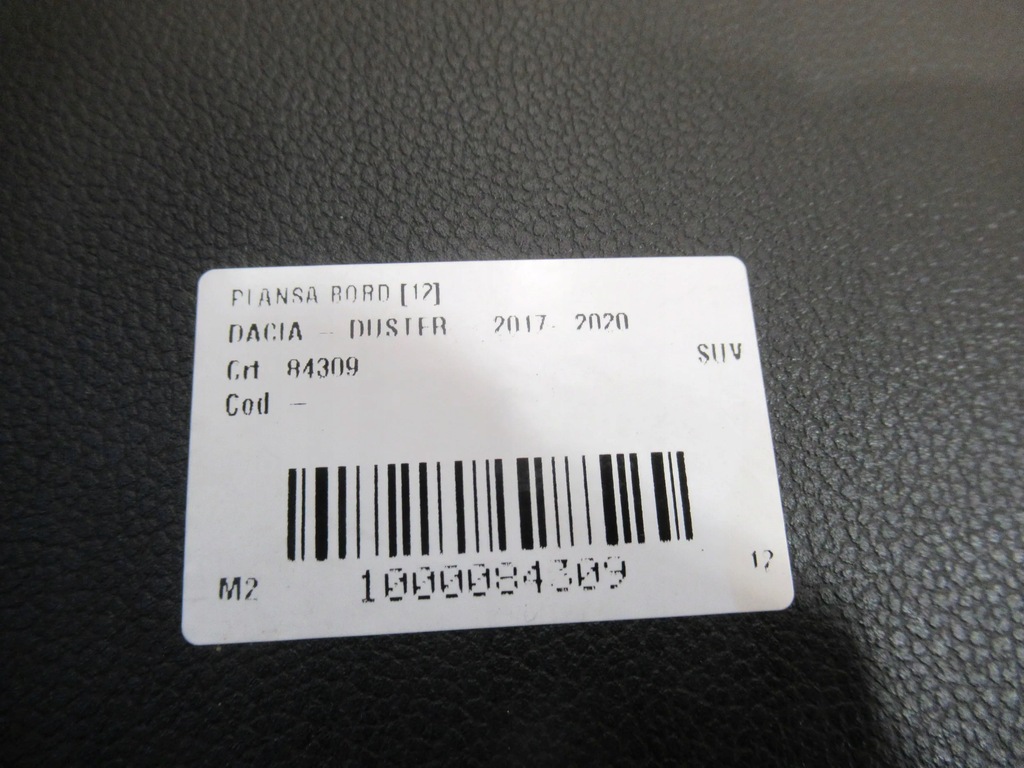 PLANSA BORD [12]
DACIA - DUSTER 2017- 2020
SUV
Crt 84309
Cod -
M2
1000084309
12